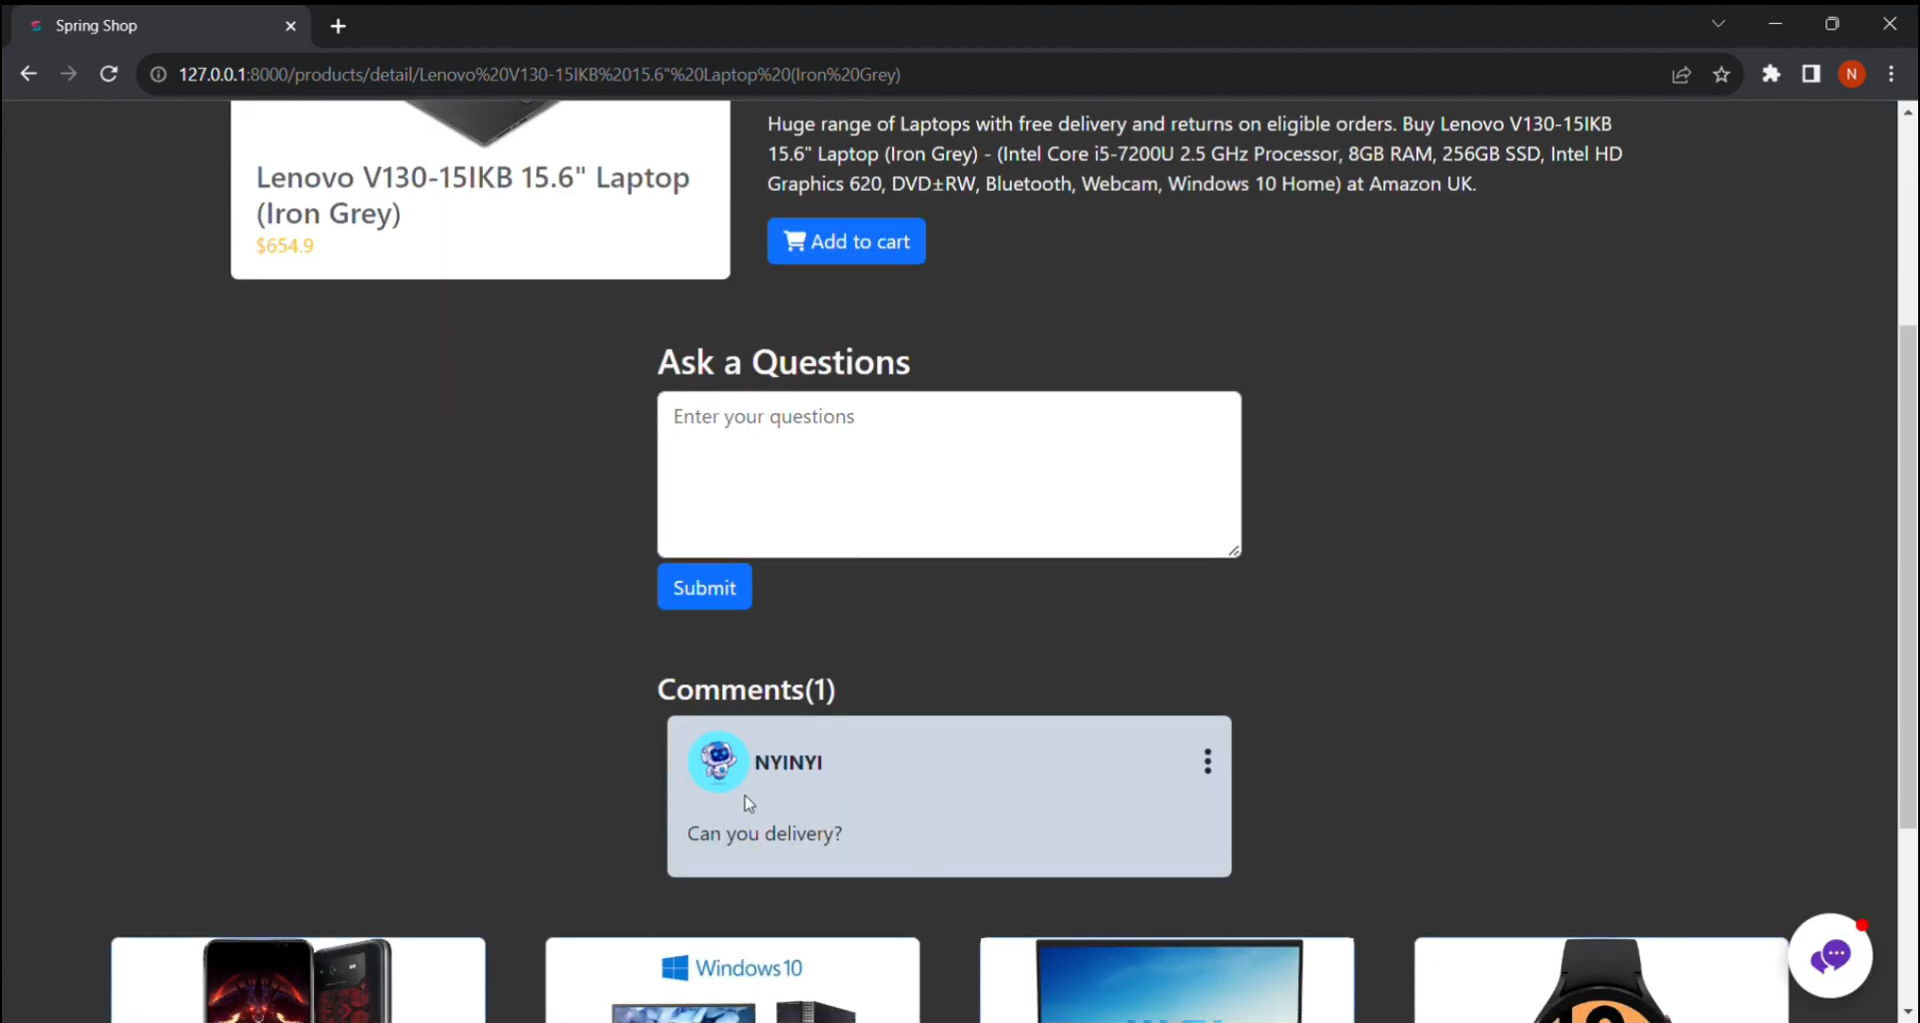 Spring Shop
127.0.0.1:8000/products/detail/Lenovo%20V130-15IKB%2015.6"%20Laptop%20(Iron%20Grey)
N
Huge range of Laptops with free delivery and returns on eligible orders. Buy Lenovo V130-15IKB
15.6" Laptop (Iron Grey) - (Intel Core i5-7200U 2.5 GHz Processor, 8GB RAM, 256GB SSD, Intel HD
Graphics 620, DVD±RW, Bluetooth, Webcam, Windows 10 Home) at Amazon UK.
Lenovo V130-15IKB 15.6" Laptop
(Iron Grey)
$654.9
Add to cart
Ask a Questions
Enter your questions
Submit
Comments(1)
NYINYI
Can you delivery?
Windows 10